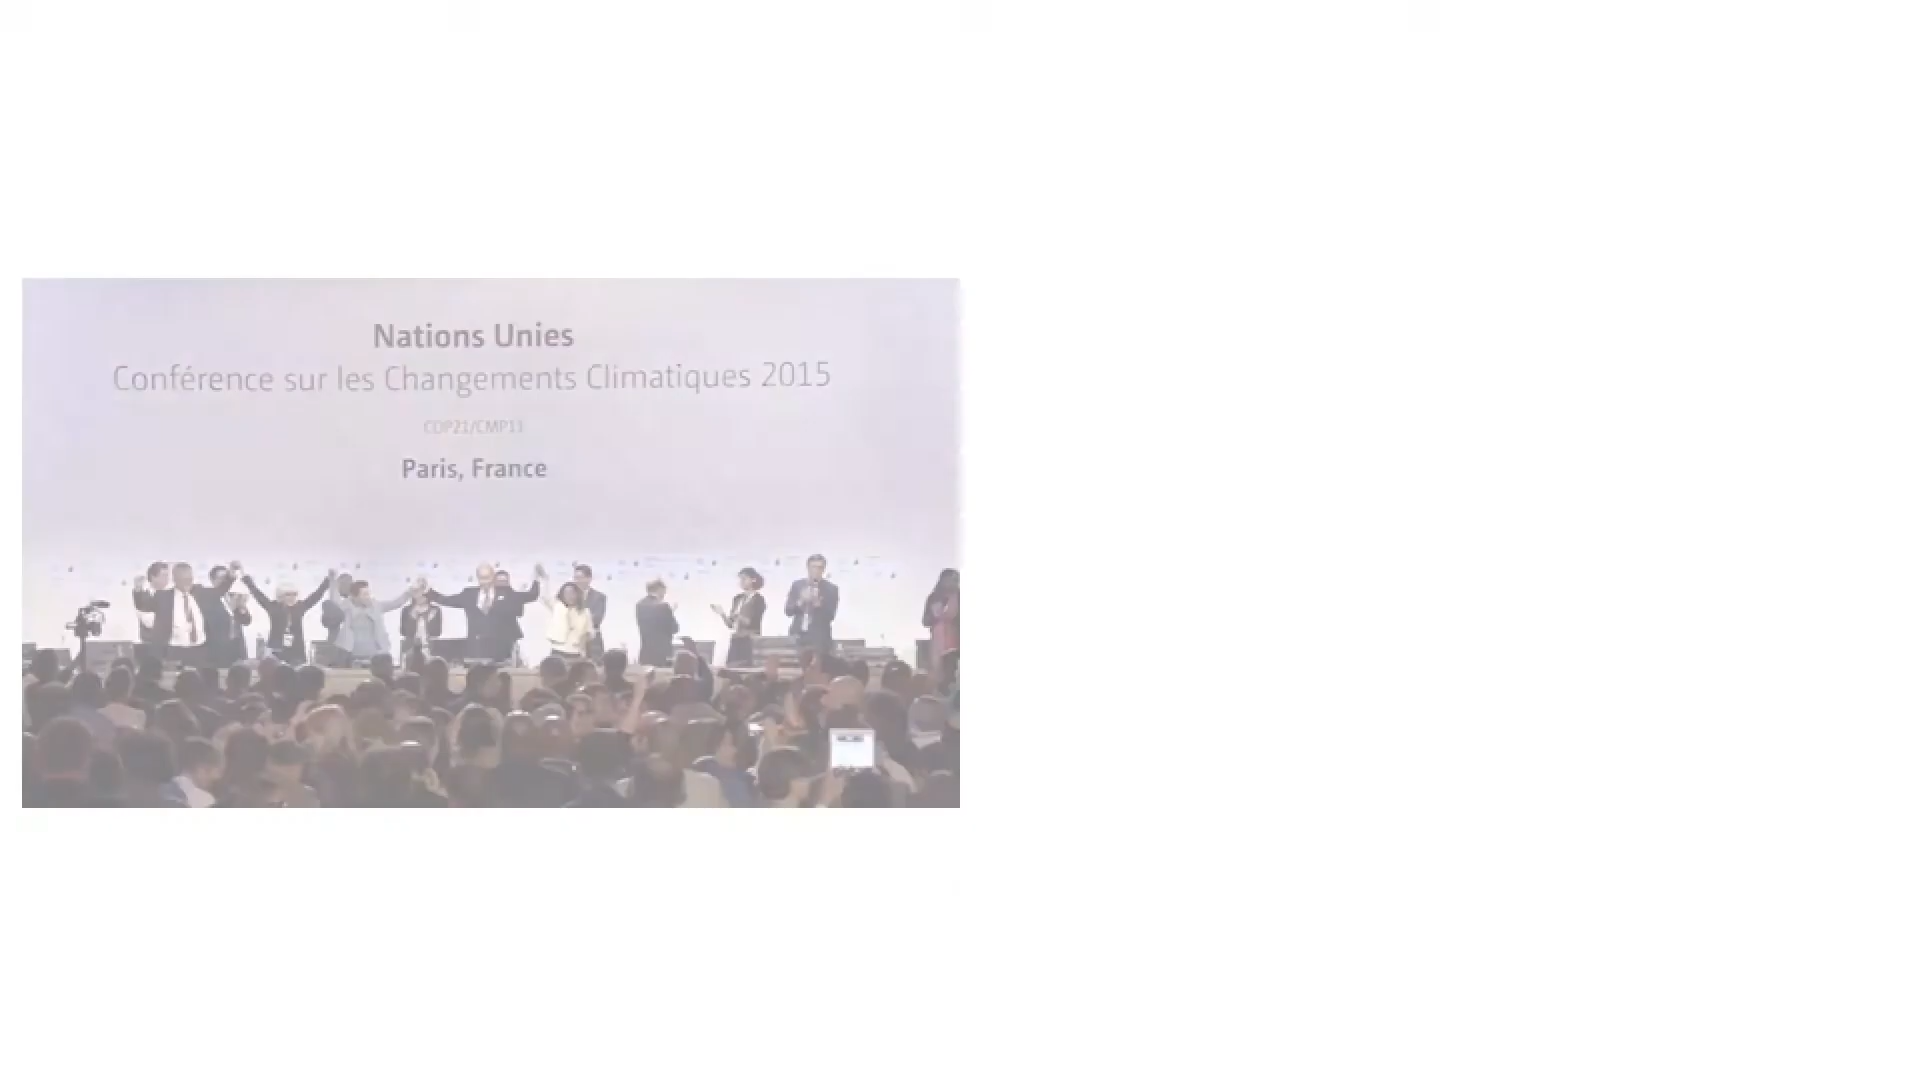 Nations Unies
Conférence sur les Changements Climatiques 2015
COP21/CMP11
Paris, France